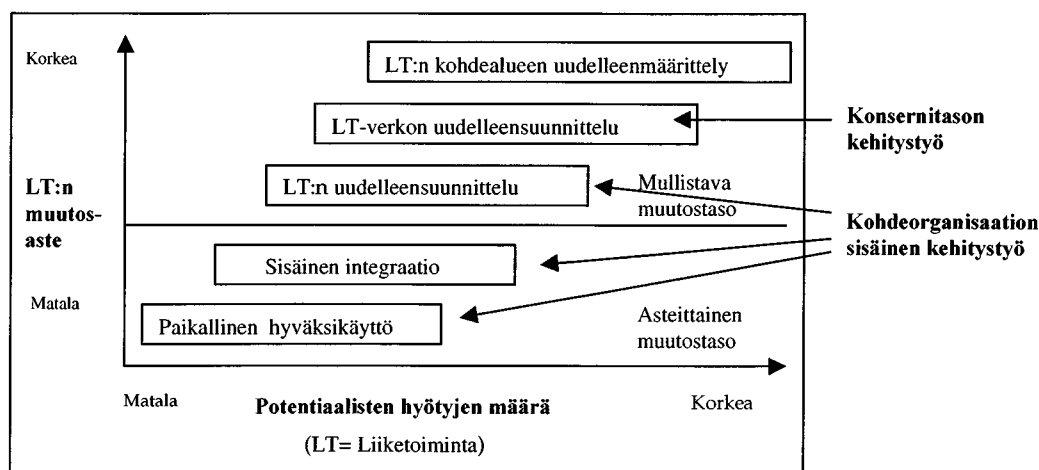 Korkea
LT:n kohdealueen uudelleenmäärittely
LT-verkon uudelleensuunnittelu
Konsernitason
kehitystyö
LT:n
muutos-
aste
LT:n uudelleensuunnittelu
Mullistava
muutostaso
Kohdeorganisaation
sisäinen kehitystyö
Sisäinen integraatio
Matala
Paikallinen hyväksikäyttö
Asteittainen
muutostaso
Matala
Potentiaalisten hyötyjen määrä
Korkea
(LT= Liiketoiminta)